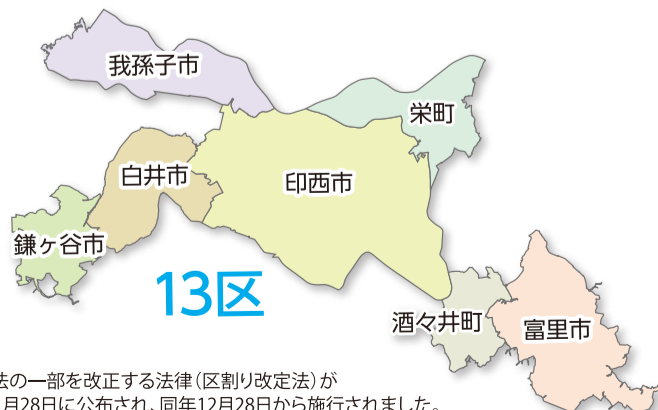 我孫子市
栄町
白井市
印西市
鎌ヶ谷市
13区
酒々井町
富里市
法の一部を改正する法律（区割り改定法）が
月28日に公布され、同年12月28日から施行されました。